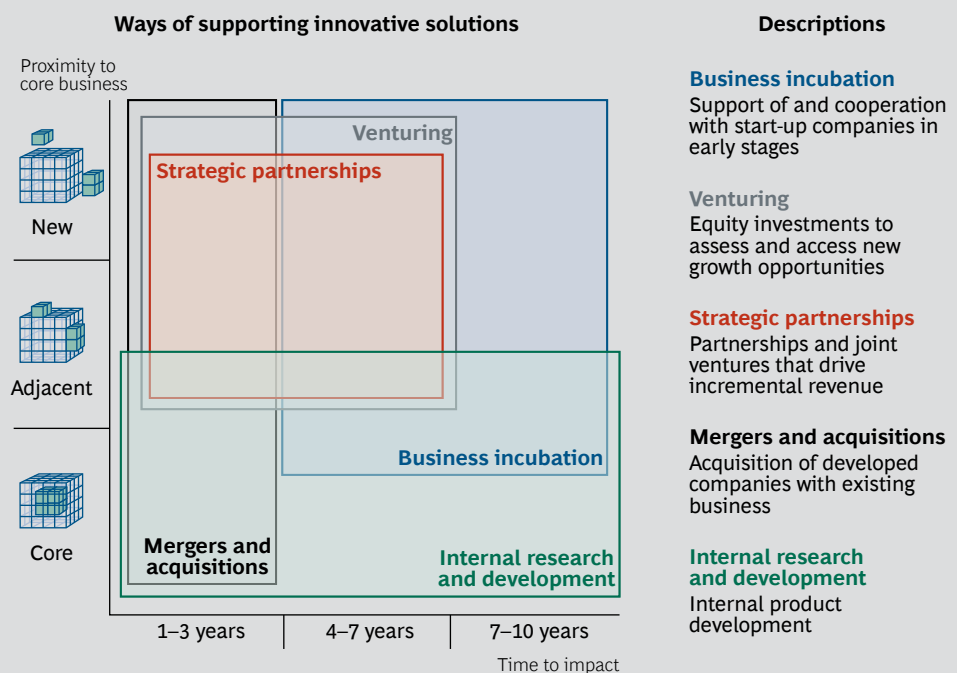 Ways of supporting innovative solutions
Proximity to
core business
New
Adjacent
Core
Venturing
Strategic partnerships
Business incubation
Mergers and
acquisitions
Internal research
and development
1–3 years
4–7 years
7–10 years
Time to impact
Descriptions
Business incubation
Support of and cooperation
with start-up companies in
early stages
Venturing
Equity investments to
assess and access new
growth opportunities
Strategic partnerships
Partnerships and joint
ventures that drive
incremental revenue
Mergers and acquisitions
Acquisition of developed
companies with existing
business
Internal research
and development
Internal product
development